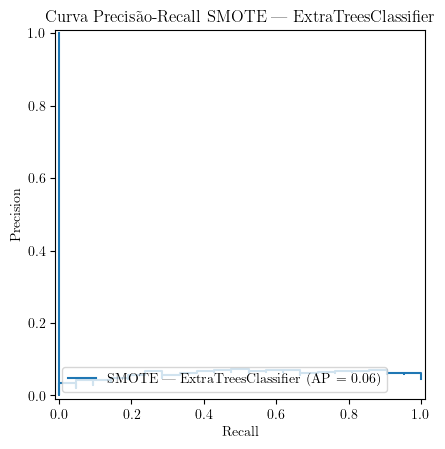 Curva Precisão-Recall SMOTE — ExtraTreesClassifier
1.0
0.8
0.6
0.4
0.2
0.0
Precision
SMOTE — ExtraTreesClassifier (AP = 0.06)
0.0 0.2 0.4 0.6 0.8 1.0
Recall